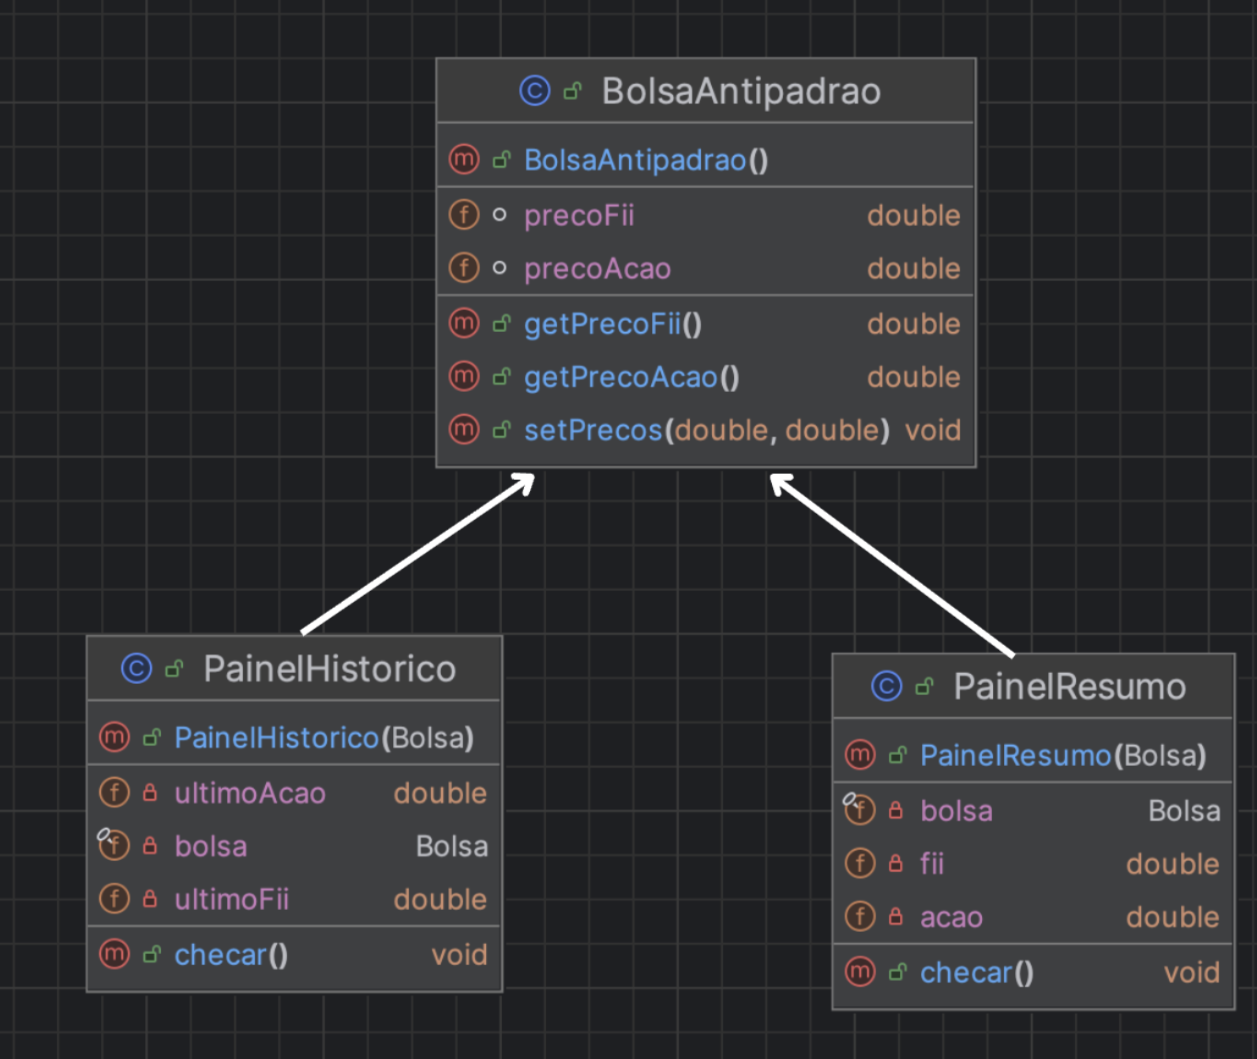 BolsaAntipadrao
BolsaAntipadrao()
precoFii double
precoAcao double
getPrecoFii() double
getPrecoAcao() double
setPrecos(double, double) void
PainelHistorico
PainelHistorico(Bolsa)
ultimoAcao double
bolsa Bolsa
ultimoFii double
checar() void
PainelResumo
PainelResumo(Bolsa)
bolsa Bolsa
fii double
acao double
checar() void